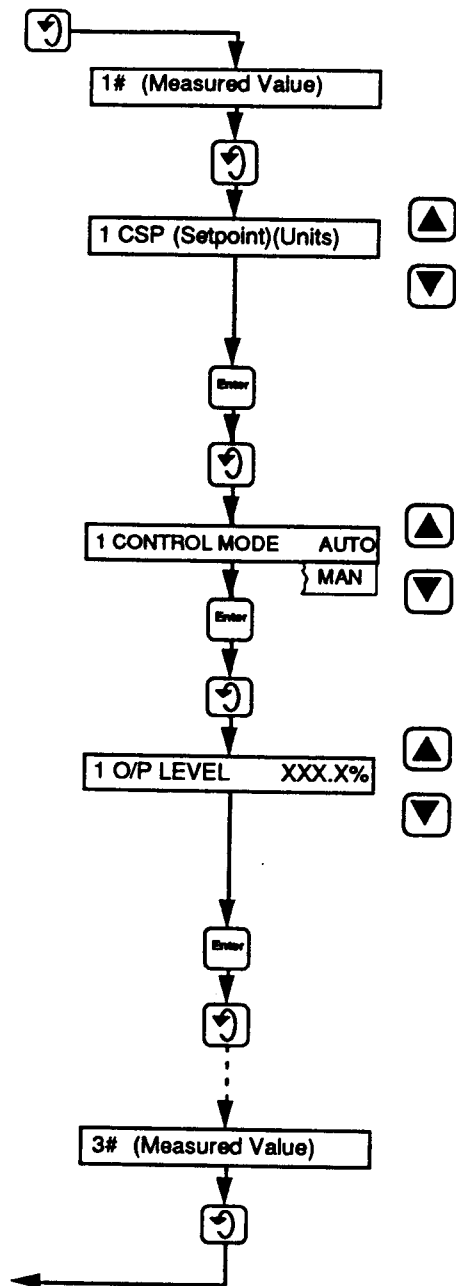 1# (Measured Value)
1 CSP (Setpoint)(Units)
Enter
1 CONTROL MODE AUTO
MAN
Enter
1 O/P LEVEL XXX.X%
Enter
3# (Measured Value)